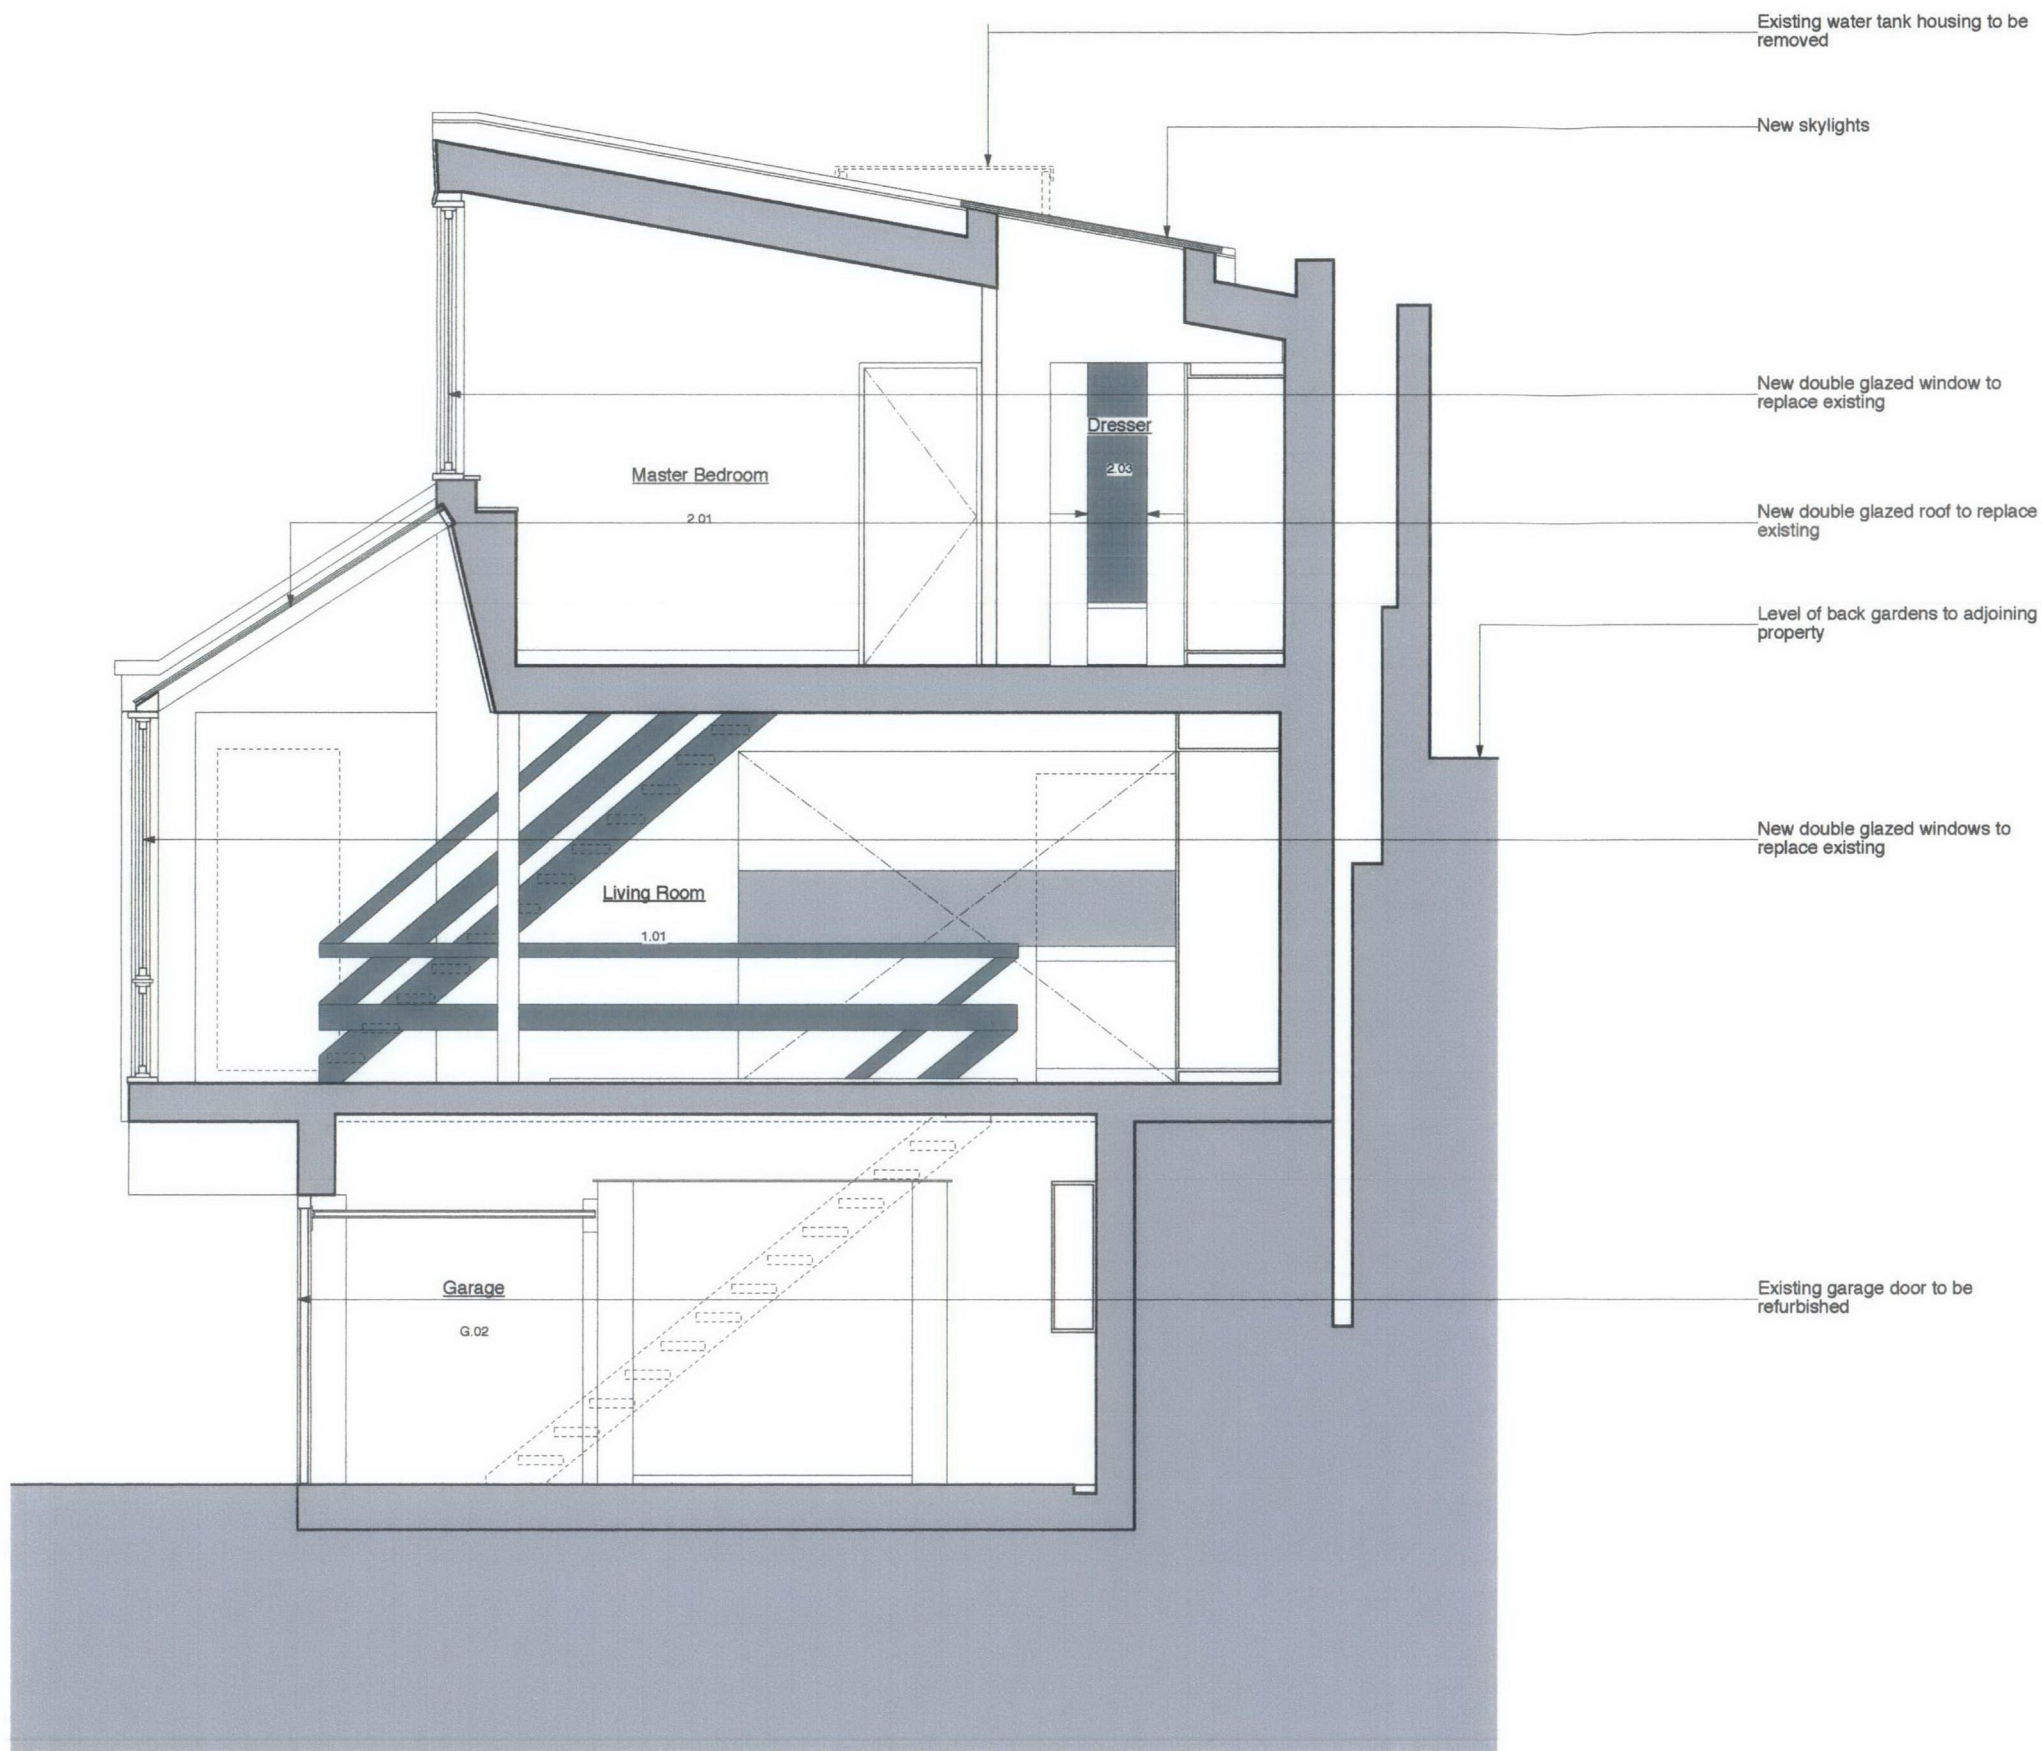 Existing water tank housing to be
removed
New skylights
New double glazed window to
replace existing
Dresser
2.03
Master Bedroom
2.01
New double glazed roof to replace
existing
Level of back gardens to adjoining
property
New double glazed windows to
replace existing
Living Room
1.01
Garage
G.02
Existing garage door to be
refurbished